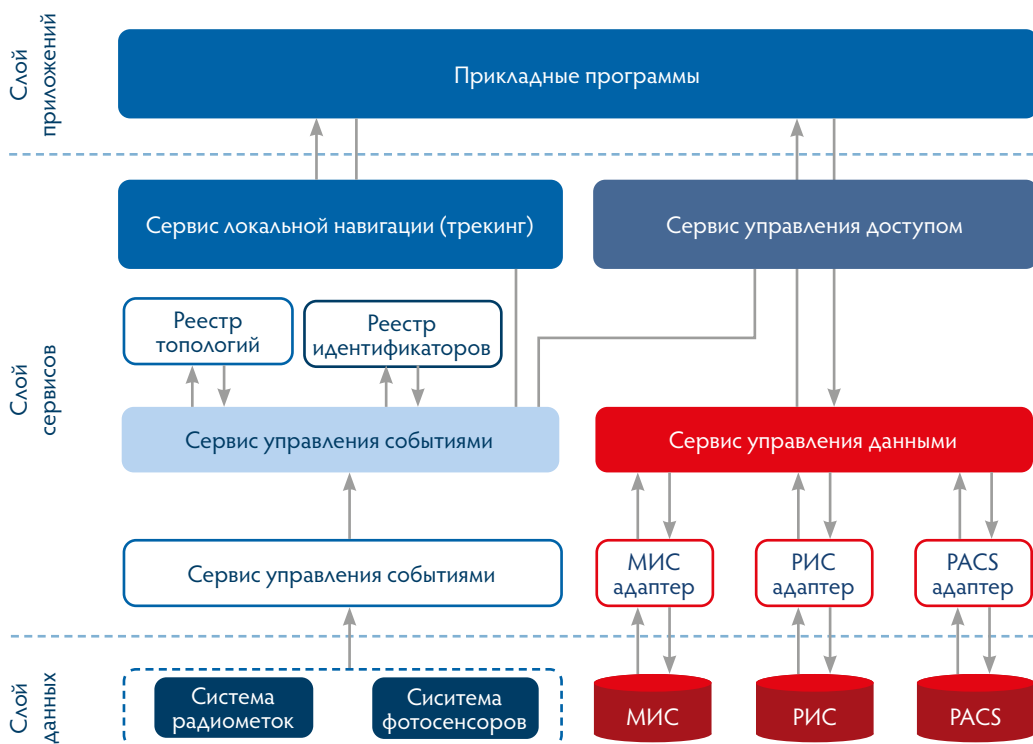 Слой
приложений
Прикладные программы
Слой
сервисов
Сервис локальной навигации (трекинг)
Сервис управления доступом
Реестр
топологий
Реестр
идентификаторов
Сервис управления событиями
Сервис управления данными
Сервис управления событиями
МИС
адаптер
РИС
адаптер
PACS
адаптер
Слой
данных
Система
радиометок
Сиситема
фотосенсоров
МИС
РИС
PACS